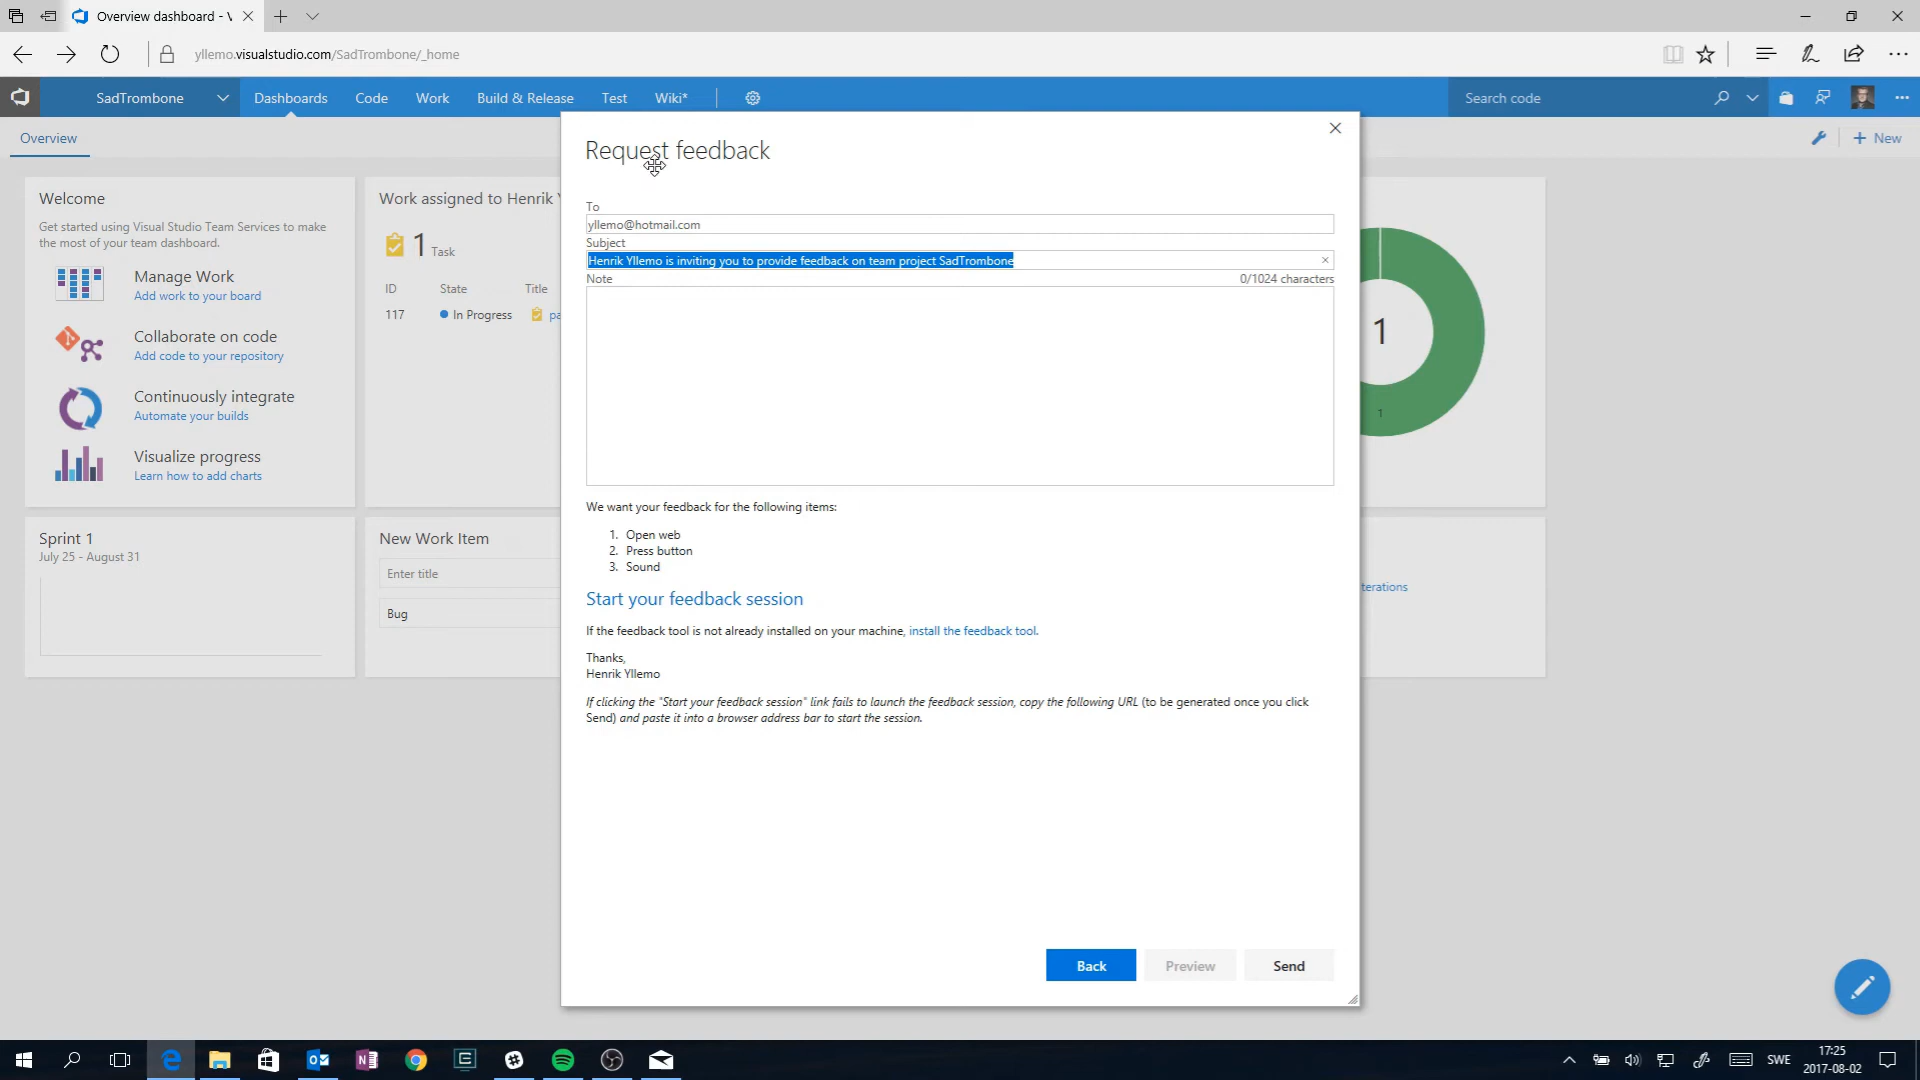 Overview dashboard - V
yllemo.visualstudio.com/SadTrombone/_home
SadTrombone
Dashboards
Code
Work
Build & Release
Test
Wiki*
Search code
Overview
New
Welcome
Get started using Visual Studio Team Services to make
the most of your team dashboard.
Manage Work
Add work to your board
Collaborate on code
Add code to your repository
Continuously integrate
Automate your builds
Visualize progress
Learn how to add charts
Work assigned to Henrik Y
1 Task
ID State Title
117 In Progress pa
Sprint 1
July 25 - August 31
New Work Item
Enter title
Bug
Request feedback
To
yllemo@hotmail.com
Subject
Henrik Yllemo is inviting you to provide feedback on team project SadTrombone
Note
0/1024 characters
We want your feedback for the following items:
1. Open web
2. Press button
3. Sound
Start your feedback session
If the feedback tool is not already installed on your machine, install the feedback tool.
Thanks,
Henrik Yllemo
If clicking the "Start your feedback session" link fails to launch the feedback session, copy the following URL (to be generated once you click
Send) and paste it into a browser address bar to start the session.
Back
Preview
Send
1
1
terations
SWE
17:25
2017-08-02